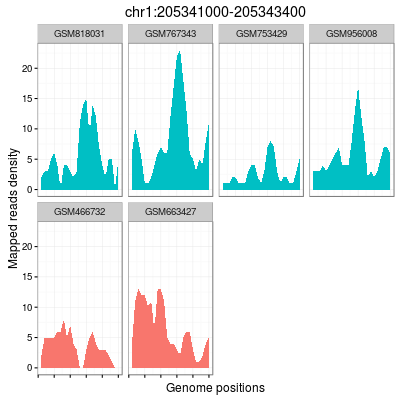 chr1:205341000-205343400
GSM818031 GSM767343 GSM753429 GSM956008
20
15
10
5
0
Mapped reads density
GSM466732 GSM663427
20
15
10
5
0
Genome positions